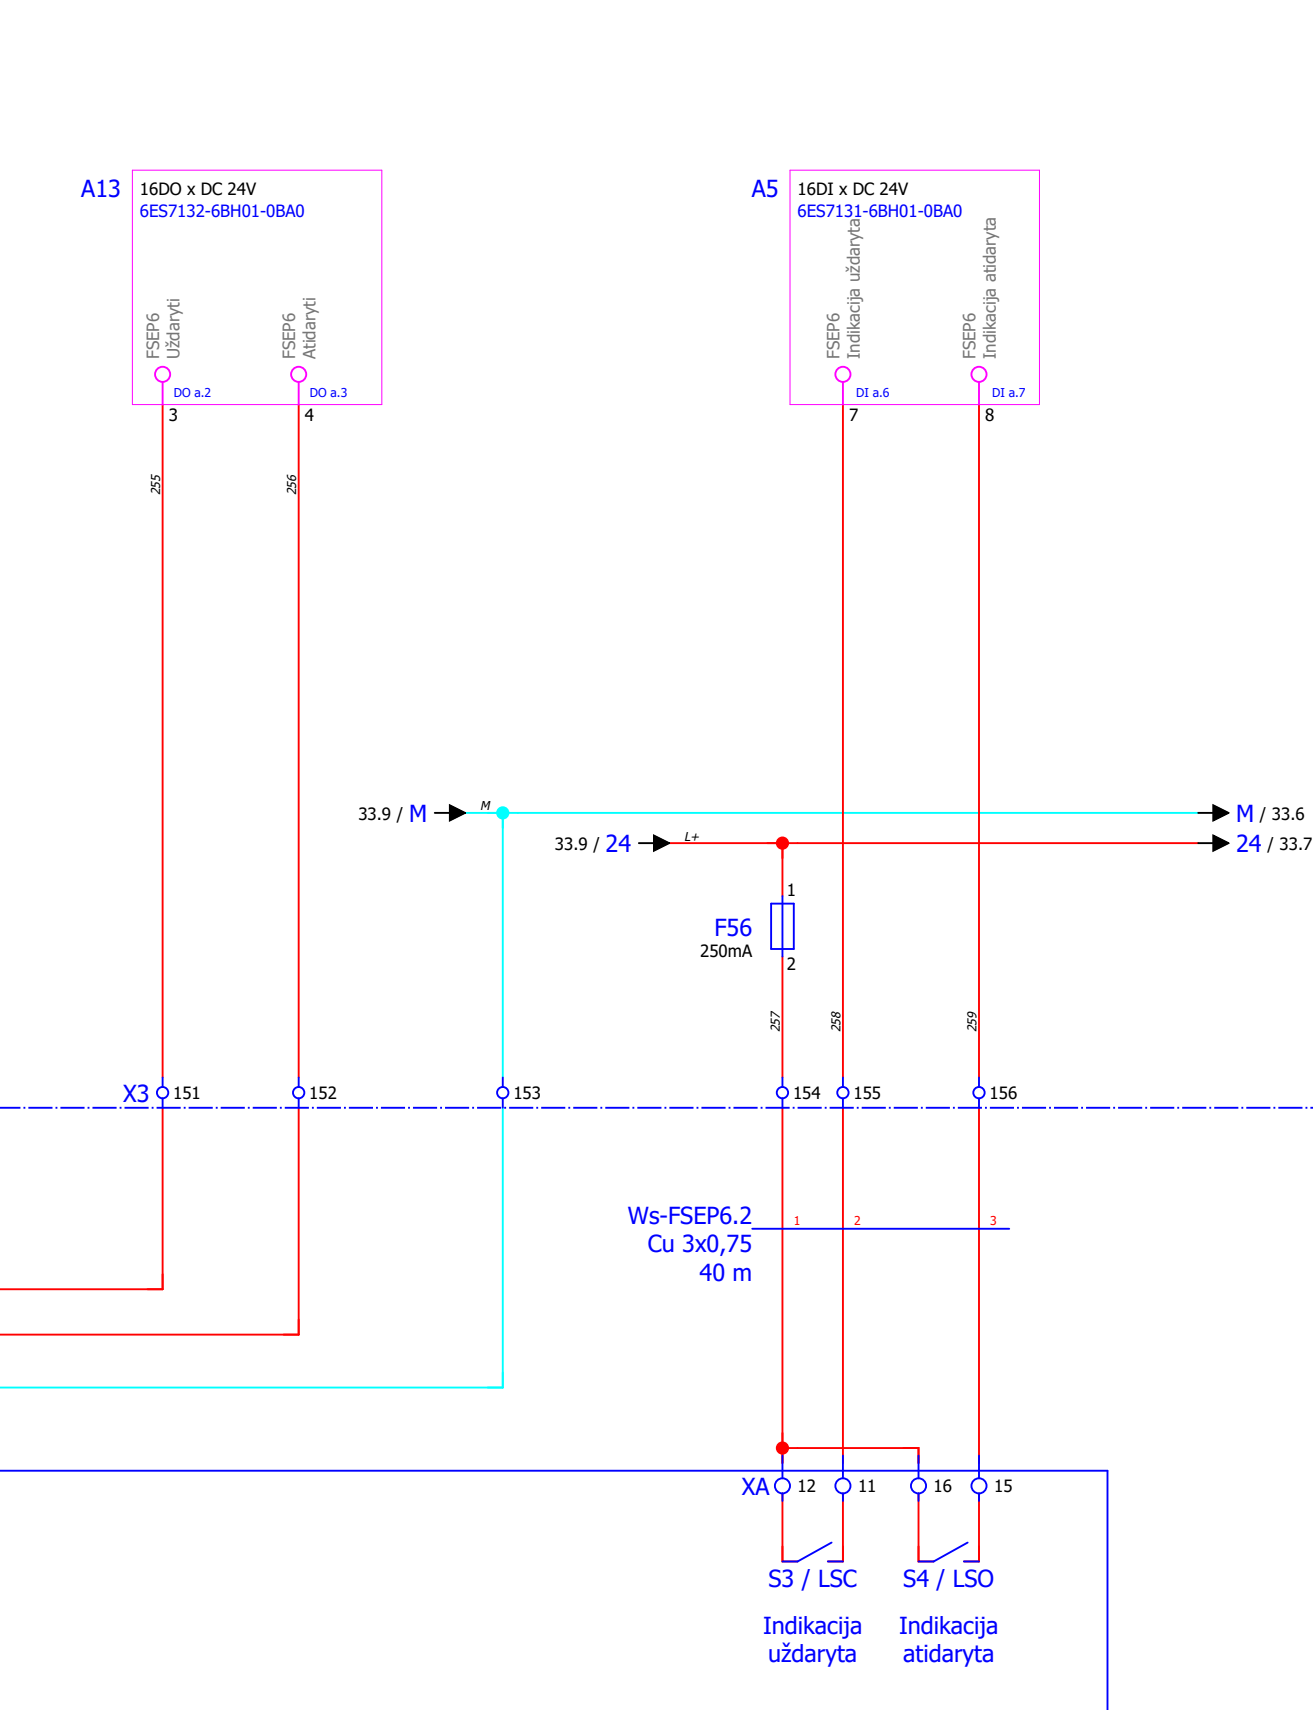 A13
16DO x DC 24V
6ES7132-6BH01-0BA0
FSEP6
Uždaryti
FSEP6
Atidaryti
DO a.2
DO a.3
3
4
A5
16DI x DC 24V
6ES7131-6BH01-0BA0
FSEP6
Indikacija uždaryta
FSEP6
Indikacija atidaryta
DI a.6
DI a.7
7
8
255
256
33.9 / M
M
M / 33.6
33.9 / 24
L+
24 / 33.7
1
F56
250mA
2
257
258
259
X3
151
152
153
154
155
156
Ws-FSEP6.2
1
2
3
Cu 3x0,75
40 m
XA
12
11
16
15
S3 / LSC
S4 / LSO
Indikacija
uždaryta
Indikacija
atidaryta